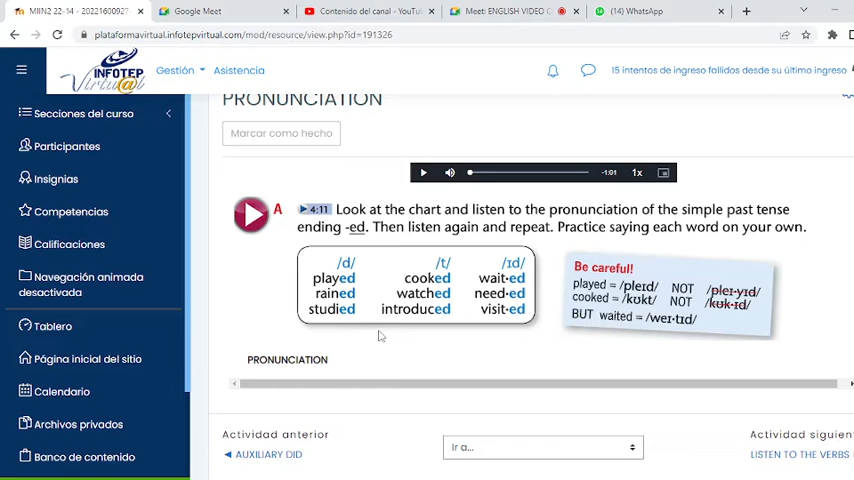 MIIN2 22-14 - 2022160092T
Google Meet
Contenido del canal - YouTu
Meet: ENGLISH VIDEO C
(14) WhatsApp
plataformavirtual.infotepvirtual.com/mod/resource/view.php?id=191326
INFOTEP
Virtu@l
Gestión
Asistencia
15 intentos de ingreso fallidos desde su último ingreso
Secciones del curso
Participantes
Insignias
Competencias
Calificaciones
Navegación animada
desactivada
Tablero
Página inicial del sitio
Calendario
Archivos privados
Banco de contenido
PRONUNCIATION
Marcar como hecho
-1:01 1x
A 4:11 Look at the chart and listen to the pronunciation of the simple past tense
ending -ed. Then listen again and repeat. Practice saying each word on your own.
/d/ /t/ /ɪd/
played cooked wait•ed
rained watched need•ed
studied introduced visit•ed
Be careful!
played = /pleɪd/ NOT /pleɪ•yɪd/
cooked = /kʊkt/ NOT /kʊk•ɪd/
BUT waited = /weɪ•tɪd/
PRONUNCIATION
Actividad anterior
◄ AUXILIARY DID
Ir a...
Actividad siguien
LISTEN TO THE VERBS